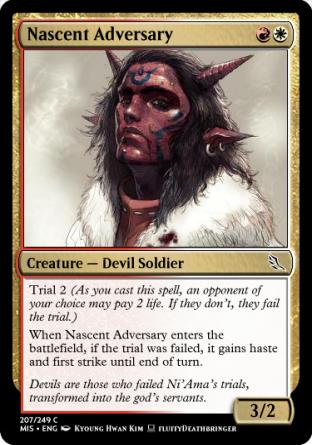 Nascent Adversary
Creature — Devil Soldier
Trial 2 (As you cast this spell, an opponent of
your choice may pay 2 life. If they don't, they fail
the trial.)
When Nascent Adversary enters the
battlefield, if the trial was failed, it gains haste
and first strike until end of turn.
Devils are those who failed Ni'Ama's trials,
transformed into the god's servants.
3/2
207/249 C
MIS • ENG Kyoung Hwan Kim fluffyDeathbringer